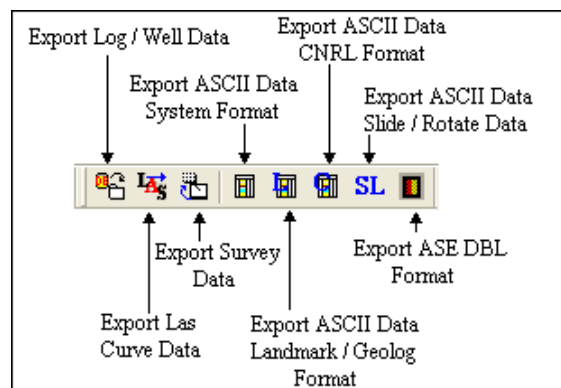 Export Log / Well Data
Export ASCII Data
CNRL Format
Export ASCII Data
System Format
Export ASCII Data
Slide / Rotate Data
LAS
L
C
SL
Export Survey
Data
Export ASE DBL
Format
Export Las
Curve Data
Export ASCII Data
Landmark / Geolog
Format